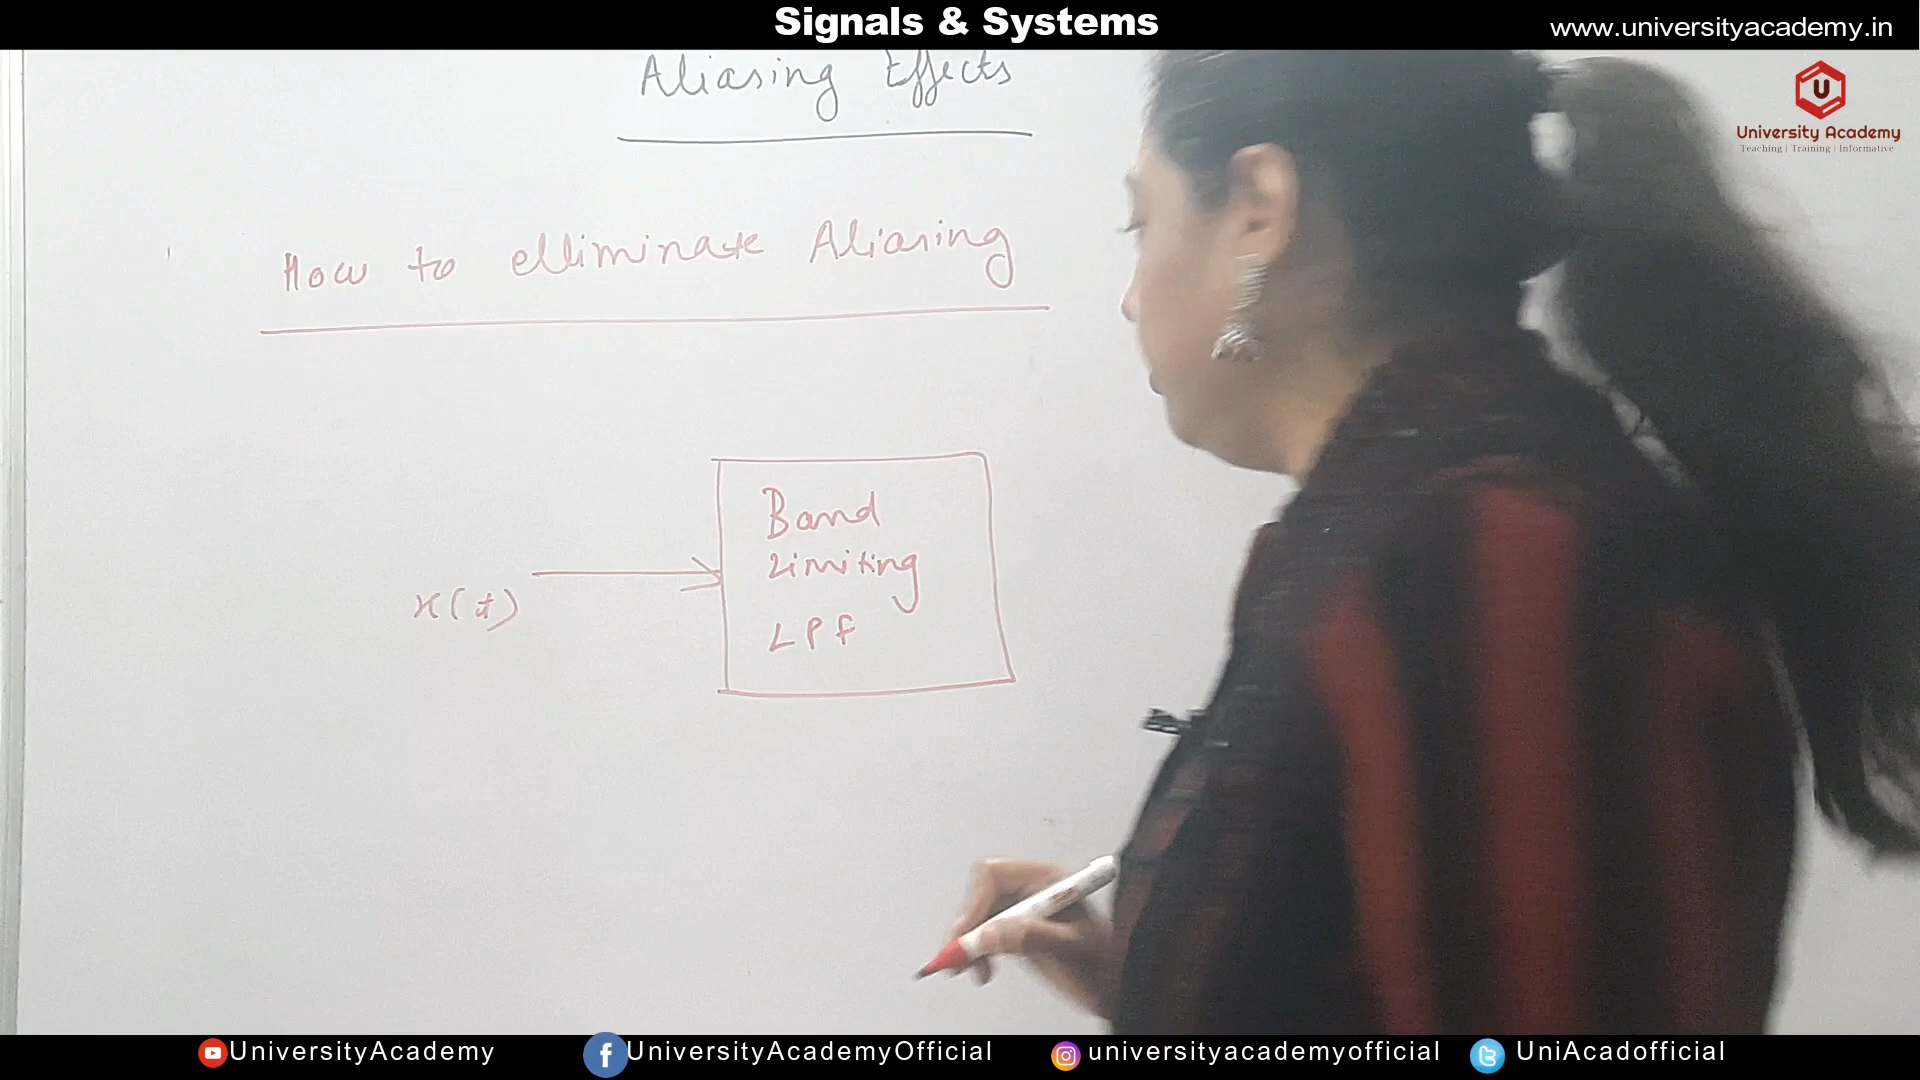 Signals & Systems
www.universityacademy.in
Aliasing Effects
U
University Academy
Teaching | Training | Informative
How to elliminate Aliasing
x(t)
Band
Limiting
LPF
UniversityAcademy
UniversityAcademyOfficial
universityacademyofficial
UniAcadofficial